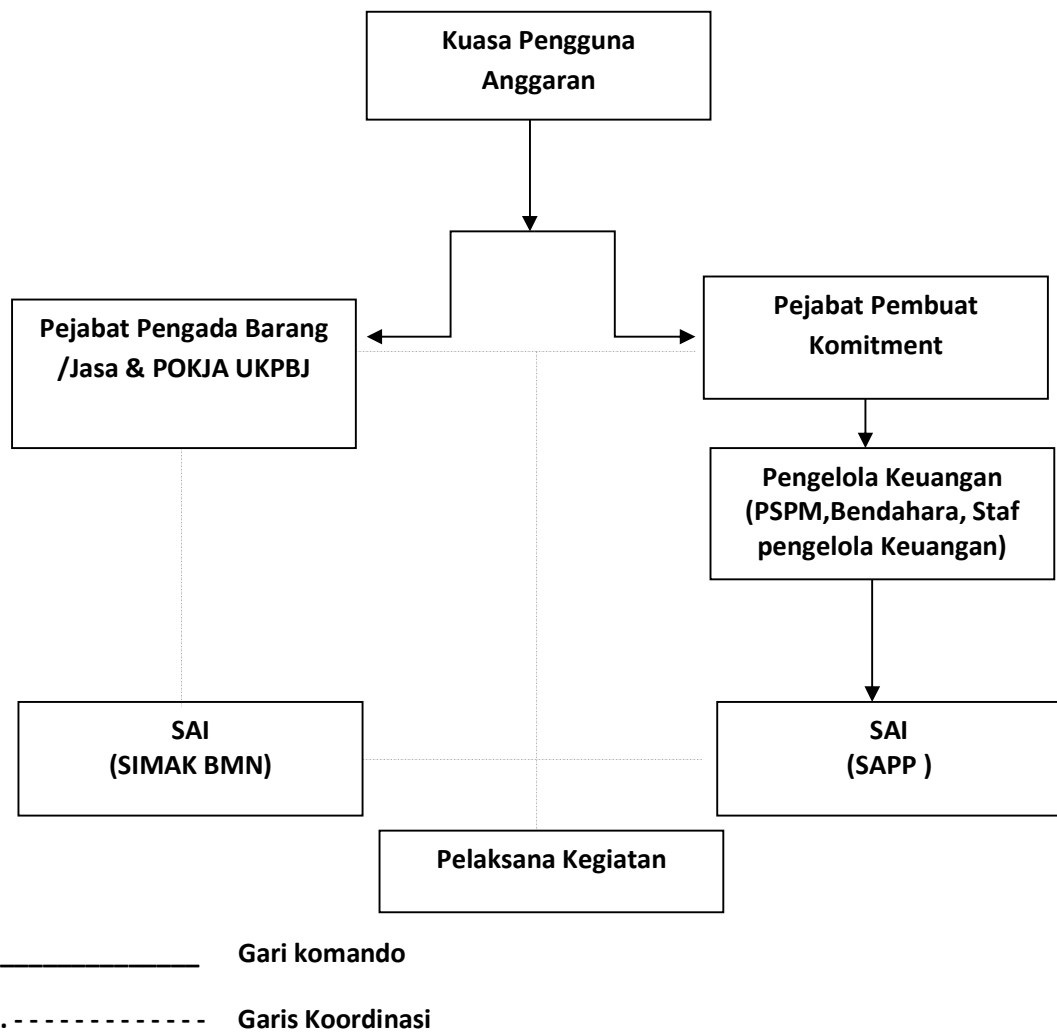 Kuasa Pengguna
Anggaran
Pejabat Pengada Barang
/Jasa & POKJA UKPBJ
Pejabat Pembuat
Komitment
Pengelola Keuangan
(PSPM,Bendahara, Staf
pengelola Keuangan)
SAI
(SIMAK BMN)
SAI
(SAPP )
Pelaksana Kegiatan
Gari komando
Garis Koordinasi